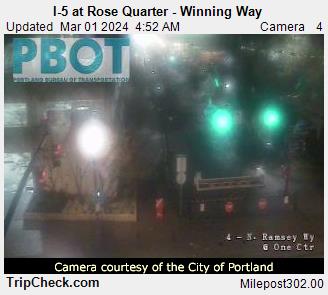 I-5 at Rose Quarter - Winning Way
Updated Mar 01 2024 4:52 AM Camera 4
PBOT
PORTLAND BUREAU OF TRANSPORTATION
4 - N. Ramsey Wy
@ One Ctr
Camera courtesy of the City of Portland
TripCheck.com Milepost302.00